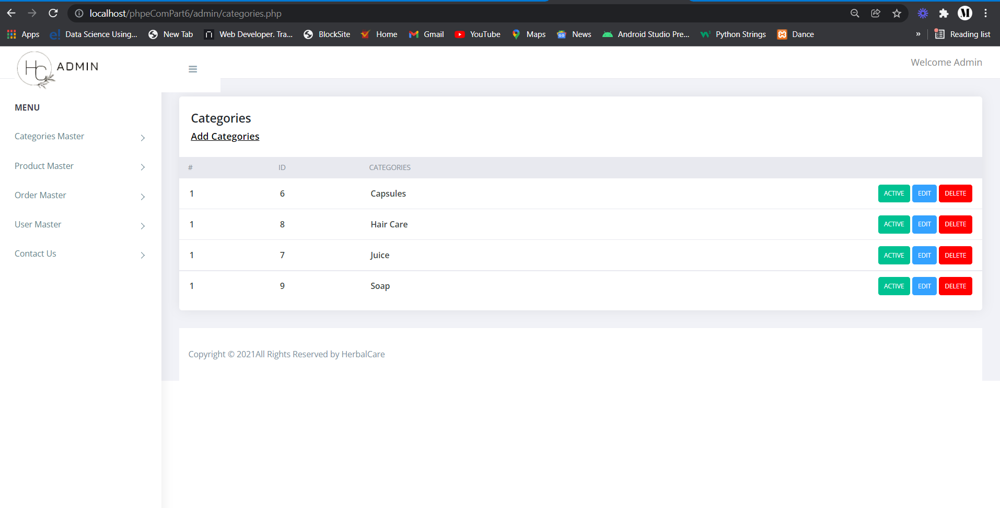 localhost/phpeComPart6/admin/categories.php
Apps Data Science Using... New Tab Web Developer. Tra... BlockSite Home Gmail YouTube Maps News Android Studio Pre... Python Strings Dance » Reading list
HC ADMIN
Welcome Admin
MENU
Categories Master
Product Master
Order Master
User Master
Contact Us
Categories
Add Categories
# ID CATEGORIES
1 6 Capsules ACTIVE EDIT DELETE
1 8 Hair Care ACTIVE EDIT DELETE
1 7 Juice ACTIVE EDIT DELETE
1 9 Soap ACTIVE EDIT DELETE
Copyright © 2021All Rights Reserved by HerbalCare